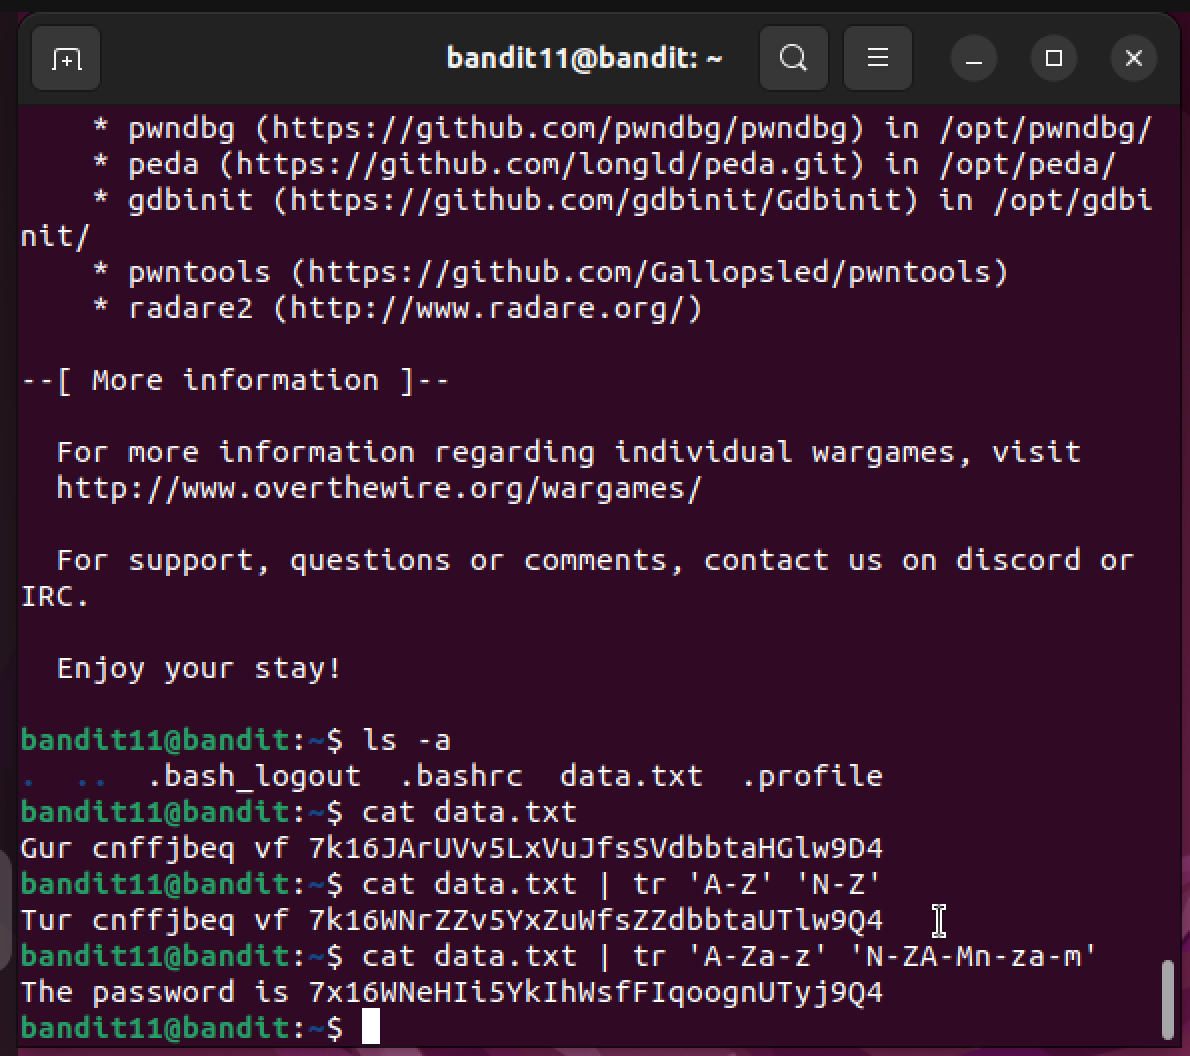 bandit11@bandit: ~
* pwndbg (https://github.com/pwndbg/pwndbg) in /opt/pwndbg/
* peda (https://github.com/longld/peda.git) in /opt/peda/
* gdbinit (https://github.com/gdbinit/Gdbinit) in /opt/gdbi
nit/
* pwntools (https://github.com/Gallopsled/pwntools)
* radare2 (http://www.radare.org/)
--[ More information ]--
For more information regarding individual wargames, visit
http://www.overthewire.org/wargames/
For support, questions or comments, contact us on discord or
IRC.
Enjoy your stay!
bandit11@bandit:~$ ls -a
.  ..  .bash_logout  .bashrc  data.txt  .profile
bandit11@bandit:~$ cat data.txt
Gur cnffjbeq vf 7k16JArUVv5LxVuJfsSVdbbtaHGlw9D4
bandit11@bandit:~$ cat data.txt | tr 'A-Z' 'N-Z'
Tur cnffjbeq vf 7k16WNrZZv5YxZuWfsZZdbbtaUTlw9Q4
bandit11@bandit:~$ cat data.txt | tr 'A-Za-z' 'N-ZA-Mn-za-m'
The password is 7x16WNeHIi5YkIhWsfFIqoognUTyj9Q4
bandit11@bandit:~$